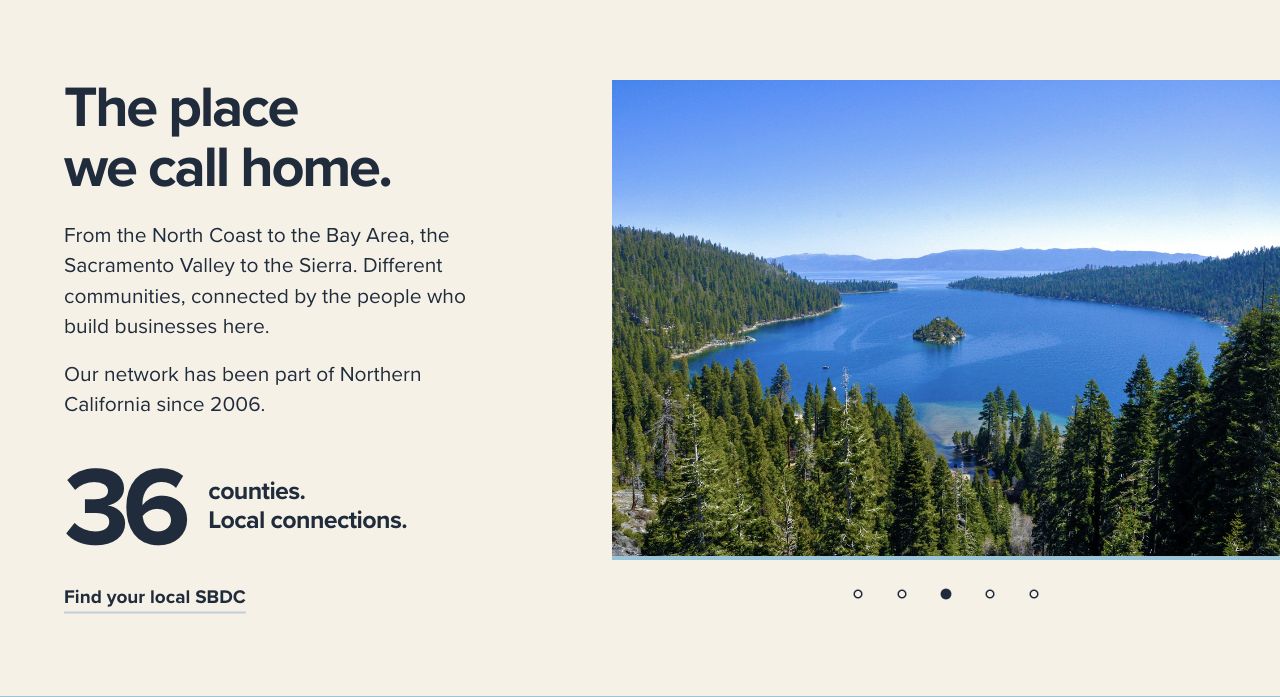 The place
we call home.
From the North Coast to the Bay Area, the
Sacramento Valley to the Sierra. Different
communities, connected by the people who
build businesses here.
Our network has been part of Northern
California since 2006.
36
counties.
Local connections.
Find your local SBDC